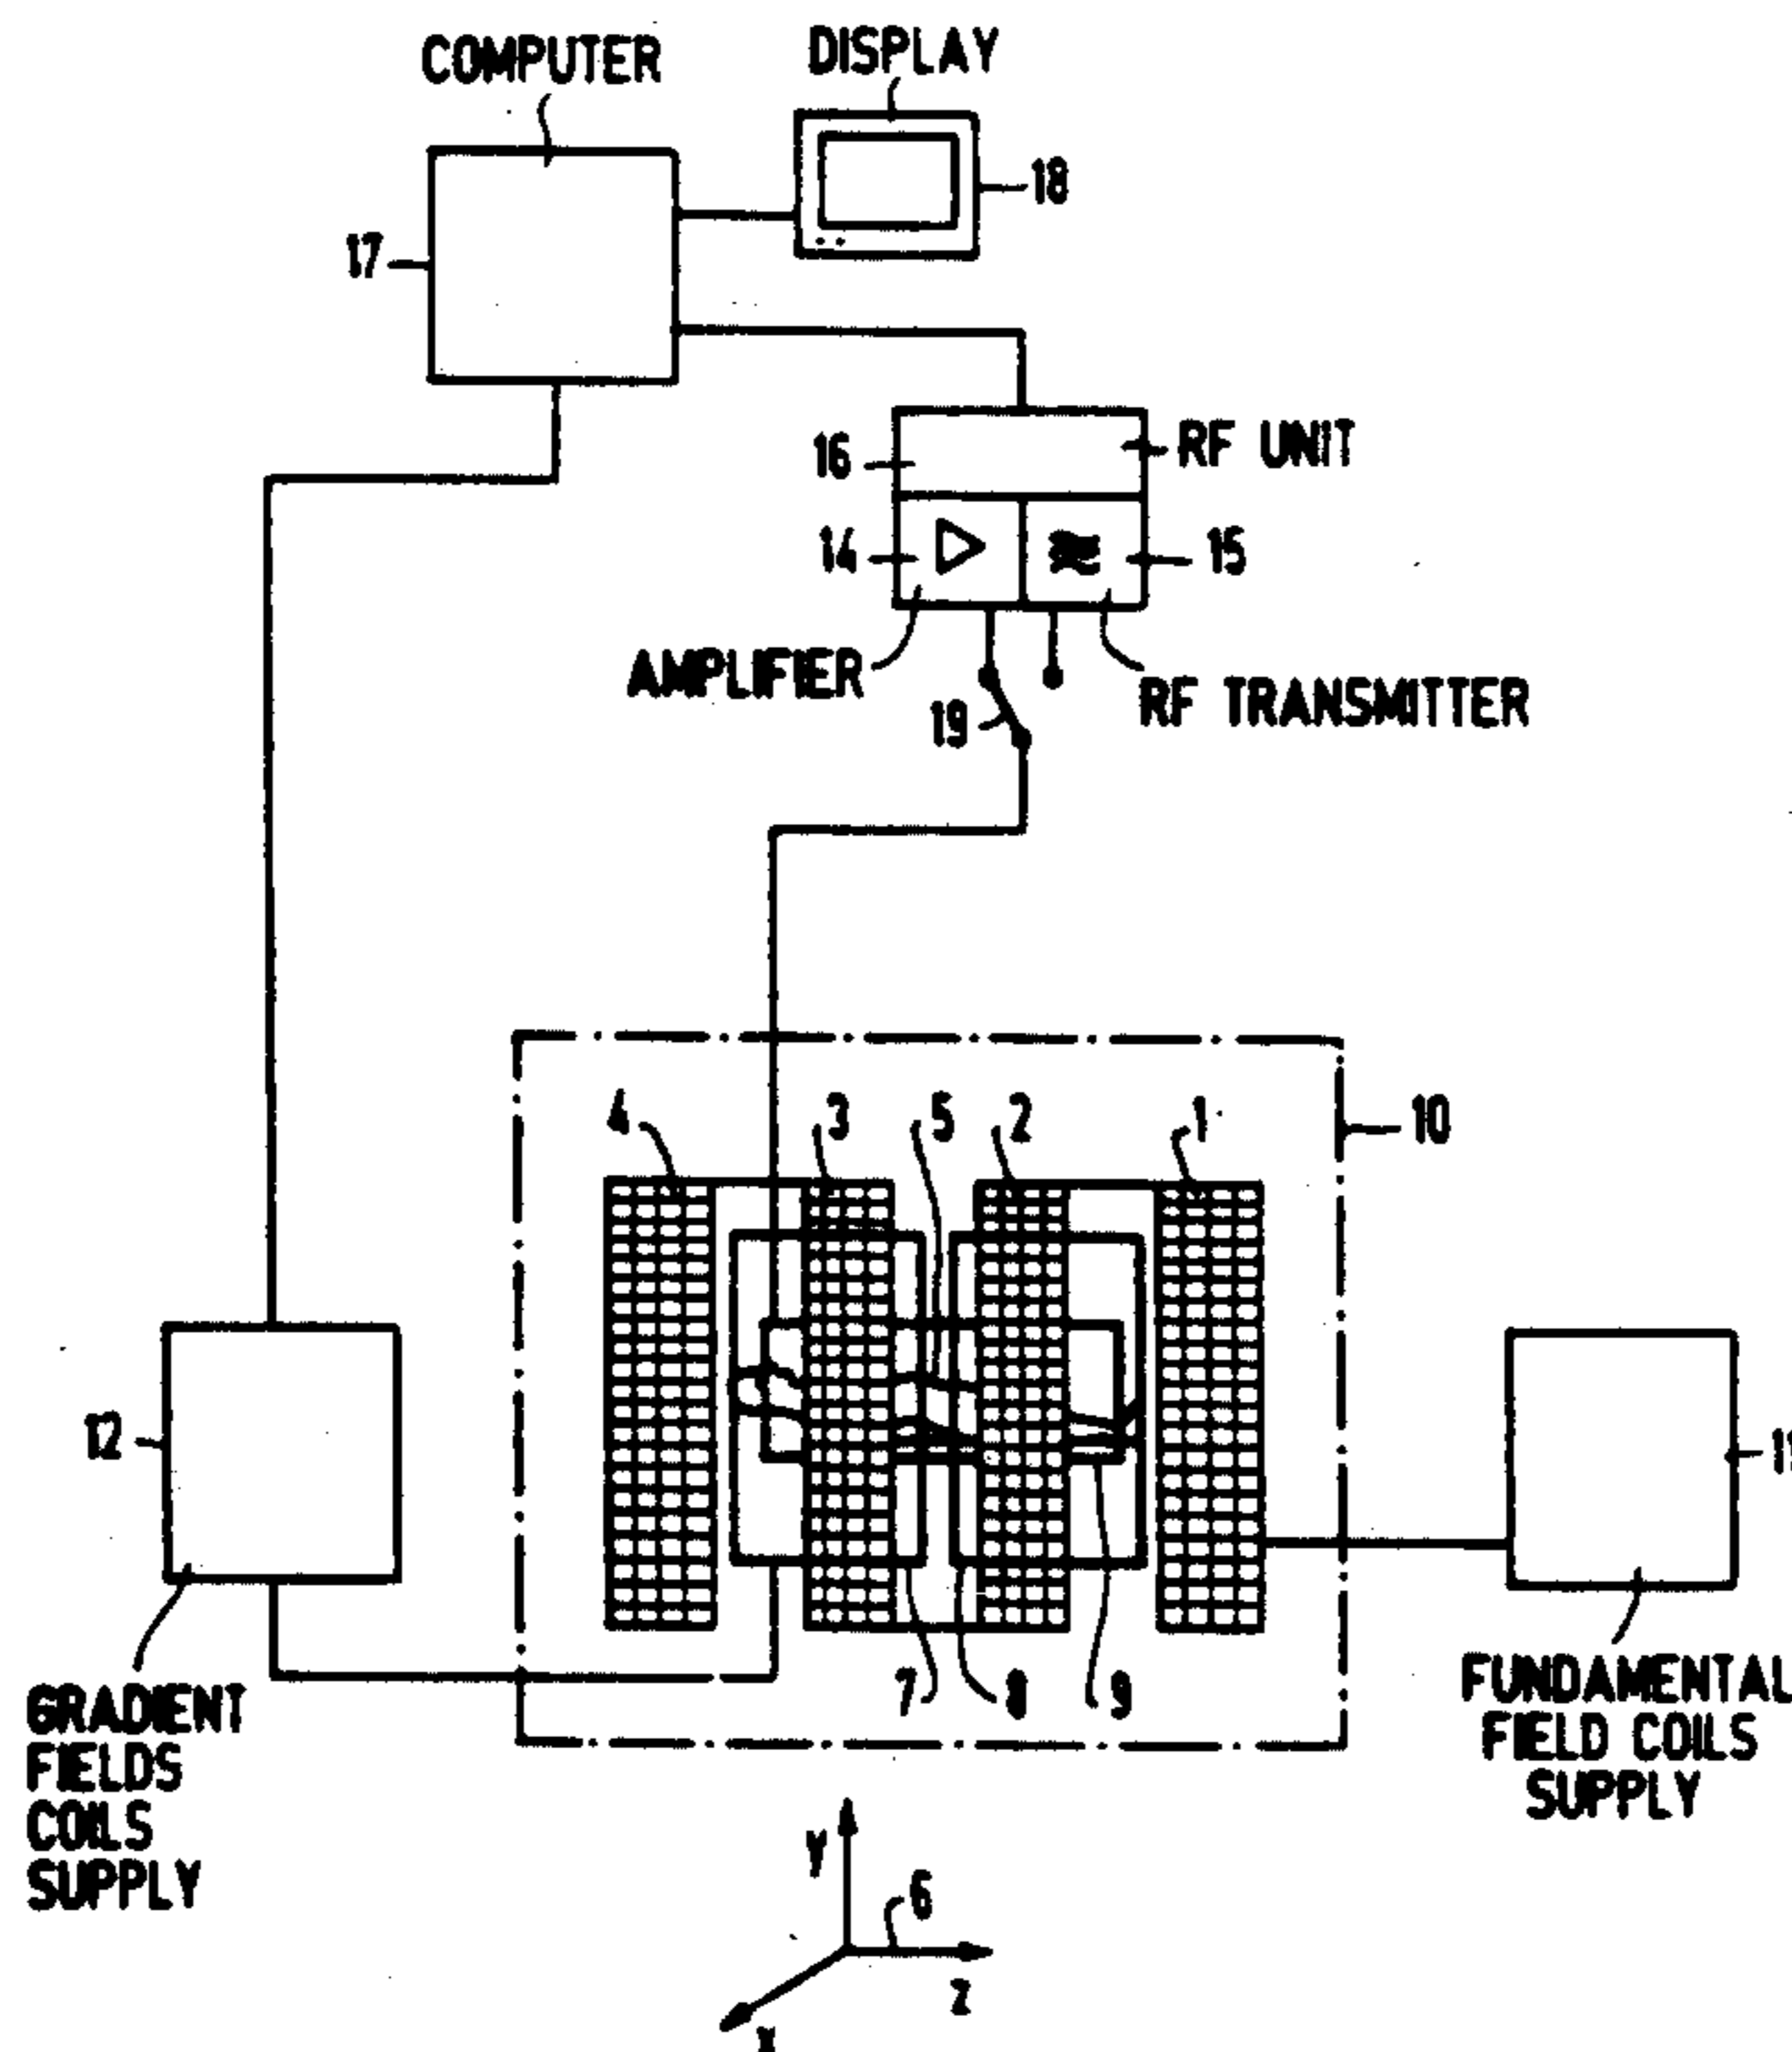 COMPUTER
DISPLAY
18
17
16
RF UNIT
14
15
AMPLIFIER
RF TRANSMITTER
19
4
3
5
2
1
10
12
11
7
8
9
GRADIENT
FIELDS
COILS
SUPPLY
FUNDAMENTAL
FIELD COILS
SUPPLY
y
6
z
x